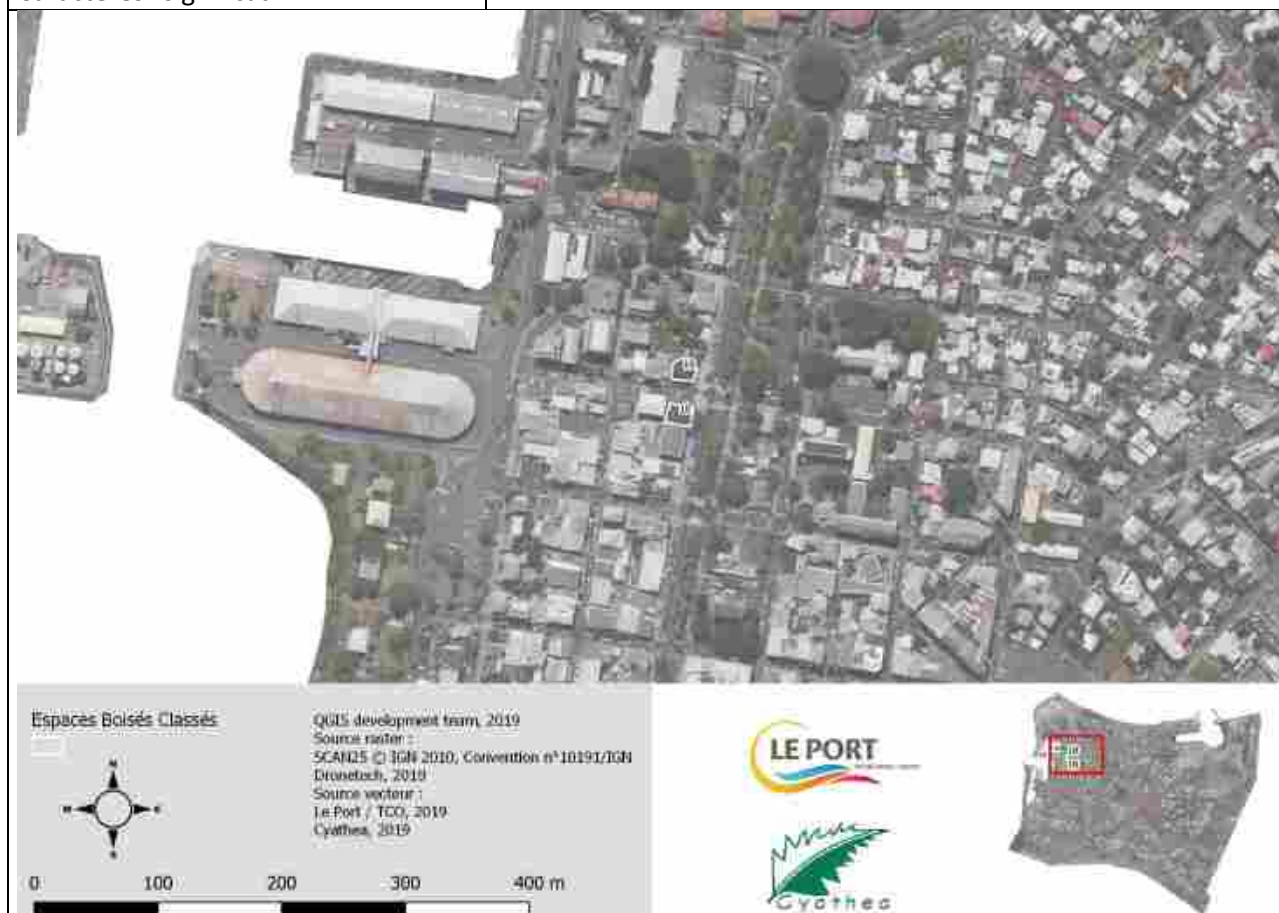 Espaces Boisés Classés
QGIS development team, 2019
Source raster :
SCAN25 © IGN 2010, Convention n°10191/IGN
Dronetech, 2019
Source vecteur :
Le Port / TCO, 2019
Cyathea, 2019
N
S
0 100 200 300 400 m
LE PORT
Cyathea